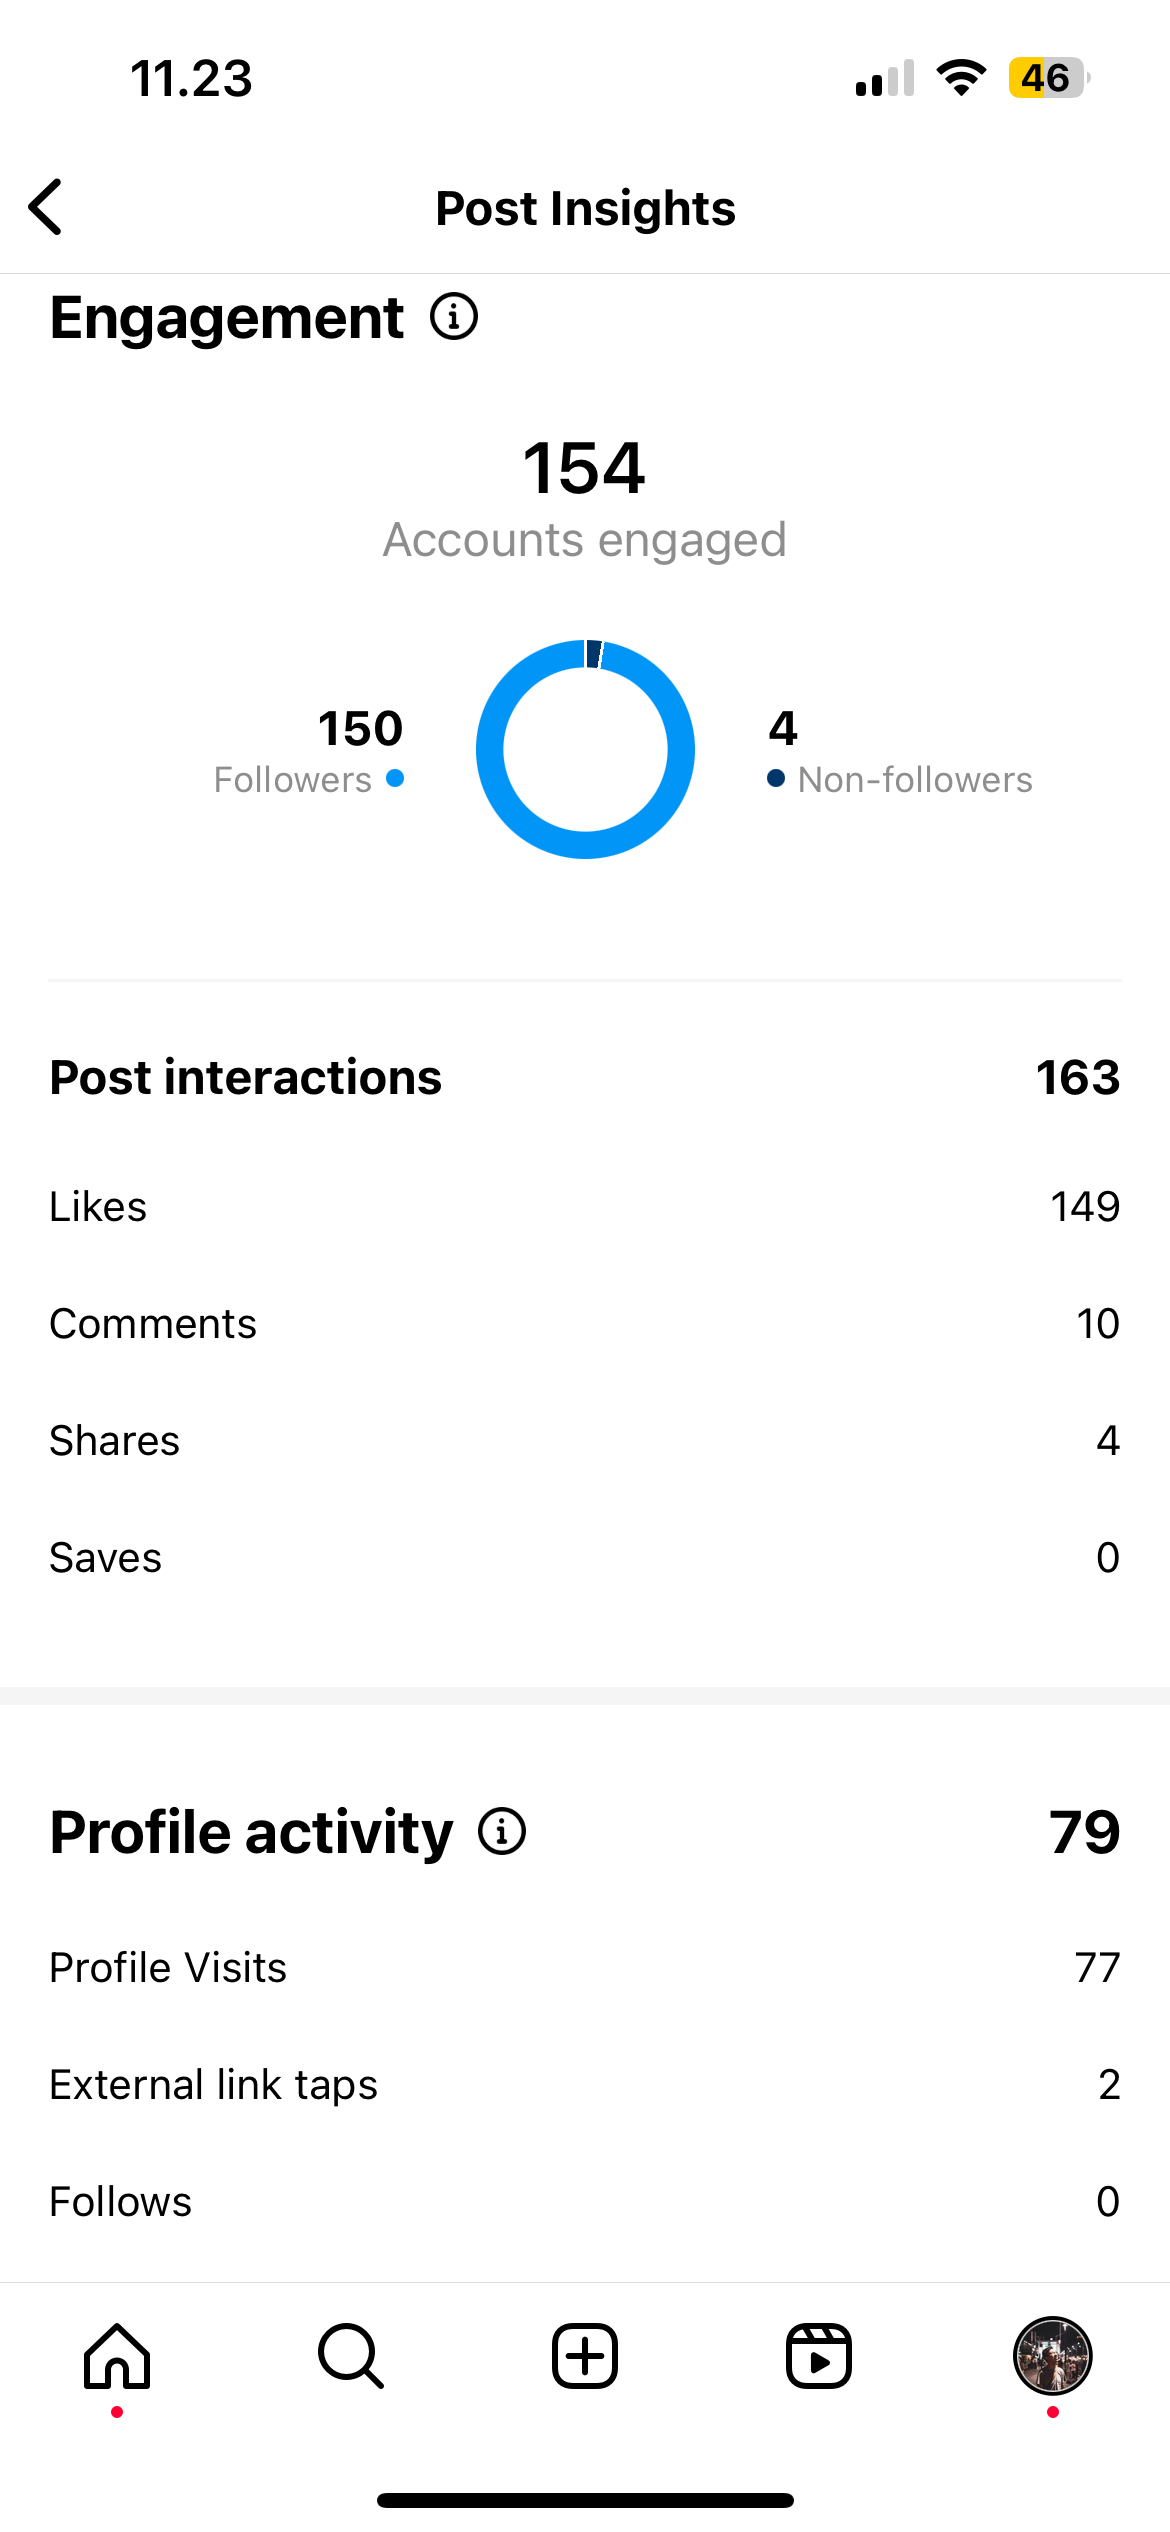 11.23
46
Post Insights
Engagement
154
Accounts engaged
150
Followers
4
Non-followers
Post interactions 163
Likes 149
Comments 10
Shares 4
Saves 0
Profile activity 79
Profile Visits 77
External link taps 2
Follows 0